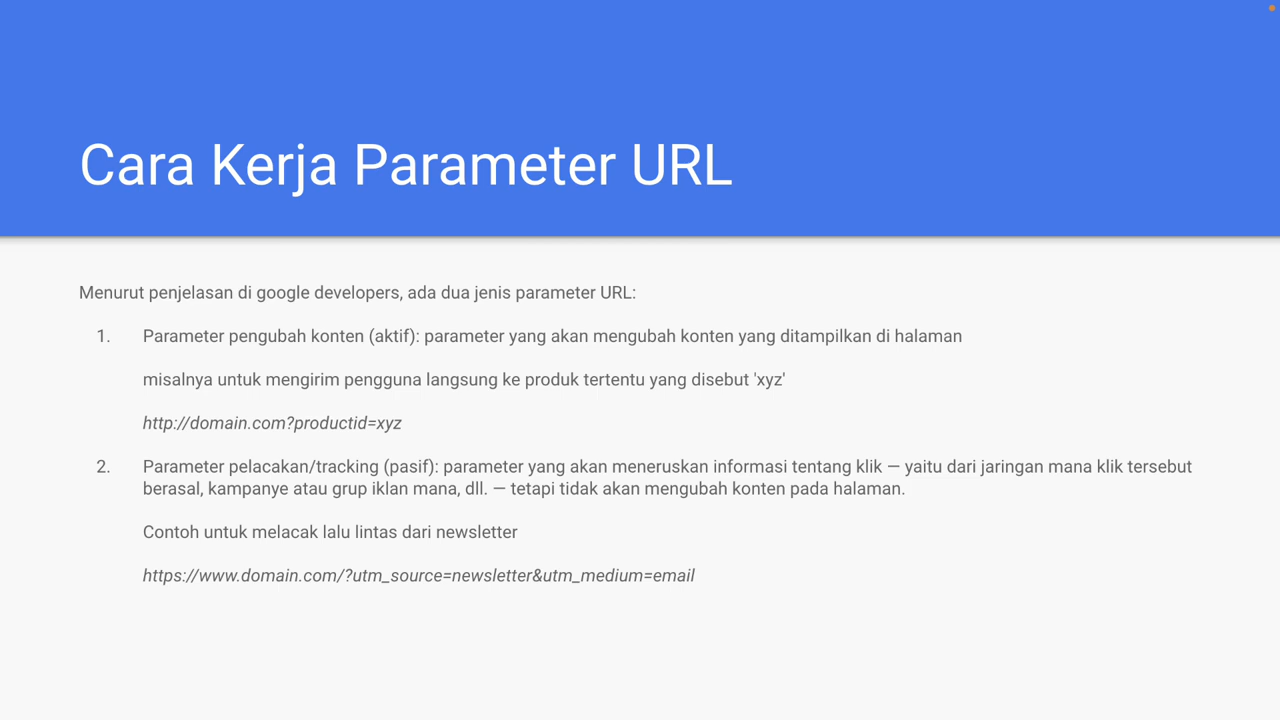 Cara Kerja Parameter URL
Menurut penjelasan di google developers, ada dua jenis parameter URL:
1. Parameter pengubah konten (aktif): parameter yang akan mengubah konten yang ditampilkan di halaman
misalnya untuk mengirim pengguna langsung ke produk tertentu yang disebut 'xyz'
http://domain.com?productid=xyz
2. Parameter pelacakan/tracking (pasif): parameter yang akan meneruskan informasi tentang klik — yaitu dari jaringan mana klik tersebut
berasal, kampanye atau grup iklan mana, dll. — tetapi tidak akan mengubah konten pada halaman.
Contoh untuk melacak lalu lintas dari newsletter
https://www.domain.com/?utm_source=newsletter&utm_medium=email